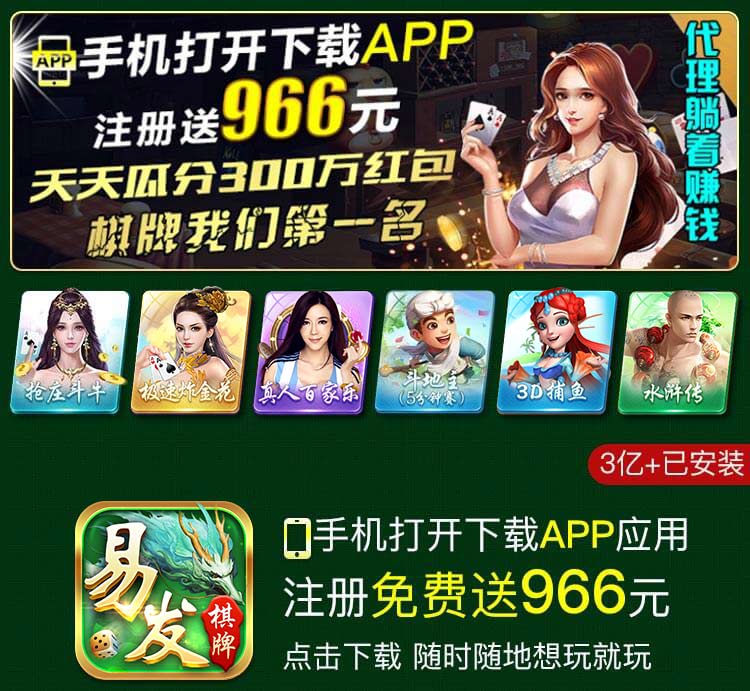 APP手机打开下载APP
注册送966元
天天瓜分300万红包
棋牌我们第一名
代理躺着赚钱
抢庄斗牛
极速炸金花
真人百家乐
斗地主
(5分钟赛)
3D捕鱼
水浒传
3亿+已安装
易发
棋牌
手机打开下载APP应用
注册免费送966元
点击下载 随时随地想玩就玩